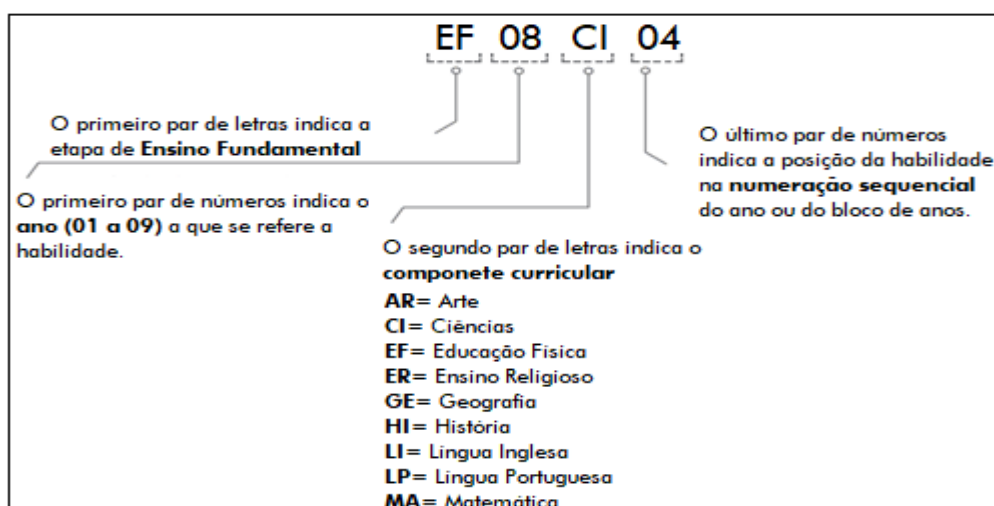 EF 08 CI 04
O primeiro par de letras indica a
etapa de Ensino Fundamental
O primeiro par de números indica o
ano (01 a 09) a que se refere a
habilidade.
O último par de números
indica a posição da habilidade
na numeração sequencial
do ano ou do bloco de anos.
O segundo par de letras indica o
componete curricular
AR= Arte
CI= Ciências
EF= Educação Física
ER= Ensino Religioso
GE= Geografia
HI= História
LI= Língua Inglesa
LP= Língua Portuguesa
MA= Matemática